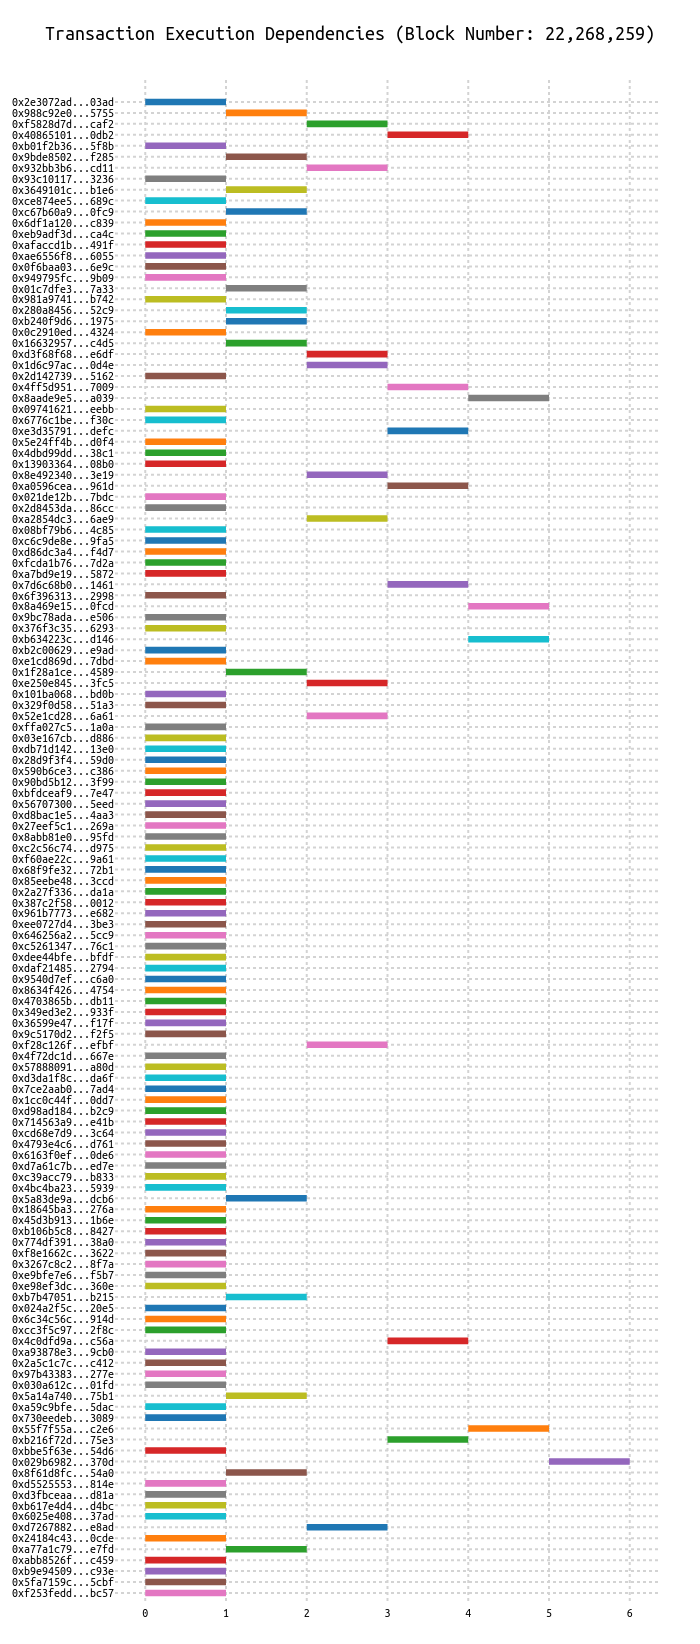 Transaction Execution Dependencies (Block Number: 22,268,259)
0x2e3072ad...03ad
0x988c92e0...5755
0xf5828d7d...caf2
0x40865101...0db2
0xb01f2b36...5f8b
0x9bde8502...f285
0x932bb3b6...cd11
0x93c10117...3236
0x3649101c...b1e6
0xce874ee5...689c
0xc67b60a9...0fc9
0x6df1a120...c839
0xeb9adf3d...ca4c
0xafaccd1b...491f
0xae6556f8...6055
0x0f6baa03...6e9c
0x949795fc...9b09
0x01c7dfe3...7a33
0x981a9741...b742
0x280a8456...52c9
0xb240f9d6...1975
0x0c2910ed...4324
0x16632957...c4d5
0xd3f68f68...e6df
0x1d6c97ac...0d4e
0x2d142739...5162
0x4ff5d951...7009
0x8aade9e5...a039
0x09741621...eebb
0x6776c1be...f30c
0xe3d35791...defc
0x5e24ff4b...d0f4
0x4dbd99dd...38c1
0x13903364...08b0
0x8e492340...3e19
0xa0596cea...961d
0x021de12b...7bdc
0x2d8453da...86cc
0xa2854dc3...6ae9
0x08bf79b6...4c85
0xc6c9de8e...9fa5
0xd86dc3a4...f4d7
0xfcda1b76...7d2a
0xa7bd9e19...5872
0x7d6c68b0...1461
0x6f396313...2998
0x8a469e15...0fcd
0x9bc78ada...e506
0x376f3c35...6293
0xb634223c...d146
0xb2c00629...e9ad
0xe1cd869d...7dbd
0x1f28a1ce...4589
0xe250e845...3fc5
0x101ba068...bd0b
0x329f0d58...51a3
0x52e1cd28...6a61
0xffa027c5...1a0a
0x03e167cb...d886
0xdb71d142...13e0
0x28d9f3f4...59d0
0x590b6ce3...c386
0x90bd5b12...3f99
0xbfdceaf9...7e47
0x56707300...5eed
0xd8bac1e5...4aa3
0x27eef5c1...269a
0x8abb81e0...95fd
0xc2c56c74...d975
0xf60ae22c...9a61
0x68f9fe32...72b1
0x85eebe48...3ccd
0x2a27f336...da1a
0x387c2f58...0012
0x961b7773...e682
0xee0727d4...3be3
0x646256a2...5cc9
0xc5261347...76c1
0xdee44bfe...bfdf
0xdaf21485...2794
0x9540d7ef...c6a0
0x8634f426...4754
0x4703865b...db11
0x349ed3e2...933f
0x36599e47...f17f
0x9c5170d2...f2f5
0xf28c126f...efbf
0x4f72dc1d...667e
0x57888091...a80d
0xd3da1f8c...da6f
0x7ce2aab0...7ad4
0x1cc0c44f...0dd7
0xd98ad184...b2c9
0x714563a9...e41b
0xcd68e7d9...3c64
0x4793e4c6...d761
0x6163f0ef...0de6
0xd7a61c7b...ed7e
0xc39acc79...b833
0x4bc4ba23...5939
0x5a83de9a...dcb6
0x18645ba3...276a
0x45d3b913...1b6e
0xb106b5c8...8427
0x774df391...38a0
0xf8e1662c...3622
0x3267c8c2...8f7a
0xe9bfe7e6...f5b7
0xe98ef3dc...360e
0xb7b47051...b215
0x024a2f5c...20e5
0x6c34c56c...914d
0xcc3f5c97...2f8c
0x4c0dfd9a...c56a
0xa93878e3...9cb0
0x2a5c1c7c...c412
0x97b43383...277e
0x030a612c...01fd
0x5a14a740...75b1
0xa59c9bfe...5dac
0x730eedeb...3089
0x55f7f55a...c2e6
0xb216f72d...75e3
0xbbe5f63e...54d6
0x029b6982...370d
0x8f61d8fc...54a0
0xd5525553...814e
0xd3fbceaa...d81a
0xb617e4d4...d4bc
0x6025e408...37ad
0xd7267882...e8ad
0x24184c43...0cde
0xa77a1c79...e7fd
0xabb8526f...c459
0xb9e94509...c93e
0x5fa7159c...5cbf
0xf253fedd...bc57
0 1 2 3 4 5 6